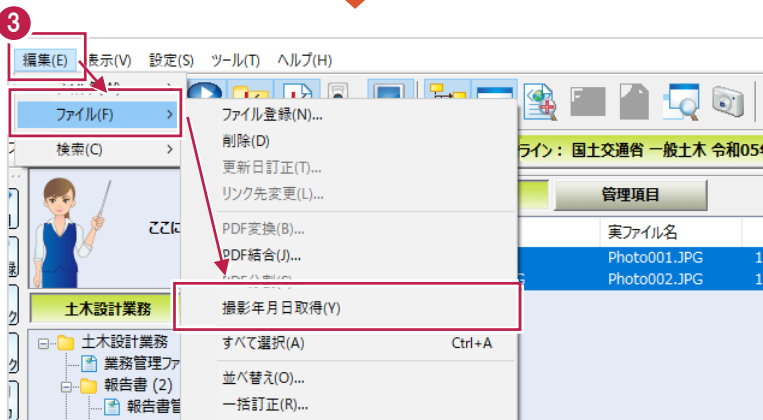 3
編集(E) 表示(V) 設定(S) ツール(T) ヘルプ(H)
ファイル(F) >
検索(C) >
ファイル登録(N)...
削除(D)
更新日訂正(T)...
リンク先変更(L)...
PDF変換(B)...
PDF結合(J)...
撮影年月日取得(Y)
すべて選択(A) Ctrl+A
並べ替え(O)...
一括訂正(R)...
ライン： 国土交通省 一般土木 令和05
管理項目
実ファイル名
Photo001.JPG 1
Photo002.JPG 1
ここに
土木設計業務
土木設計業務
業務管理ファ
報告書 (2)
報告書管